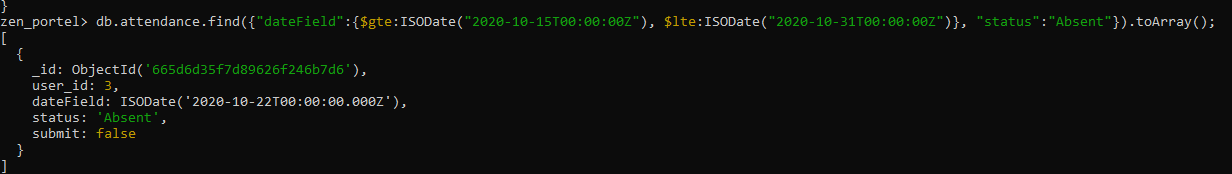 }
zen_portel> db.attendance.find({"dateField":{$gte:ISODate("2020-10-15T00:00:00Z"), $lte:ISODate("2020-10-31T00:00:00Z")}, "status":"Absent"}).toArray();
[
  {
    _id: ObjectId('665d6d35f7d89626f246b7d6'),
    user_id: 3,
    dateField: ISODate('2020-10-22T00:00:00.000Z'),
    status: 'Absent',
    submit: false
  }
]